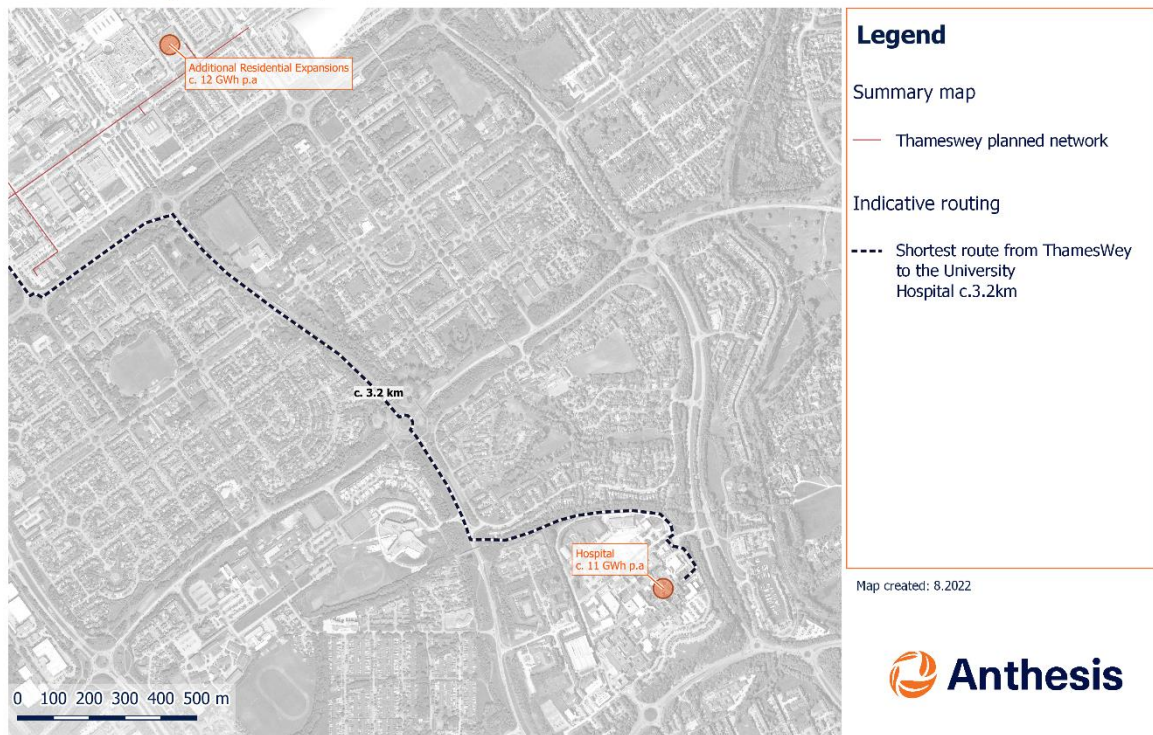 Additional Residential Expansions
c. 12 GWh p.a
c. 3.2 km
Hospital
c. 11 GWh p.a
0 100 200 300 400 500 m
Legend
Summary map
Thameswey planned network
Indicative routing
Shortest route from ThamesWey
to the University
Hospital c.3.2km
Map created: 8.2022
Anthesis